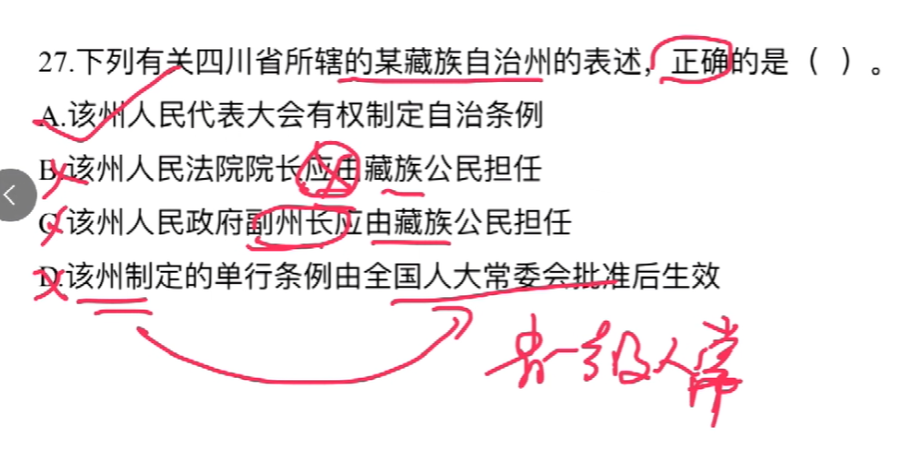 27.下列有关四川省所辖的某藏族自治州的表述，正确的是（ ）。
A.该州人民代表大会有权制定自治条例
B.该州人民法院院长应由藏族公民担任
C.该州人民政府副州长应由藏族公民担任
D.该州制定的单行条例由全国人大常委会批准后生效
省一级人常